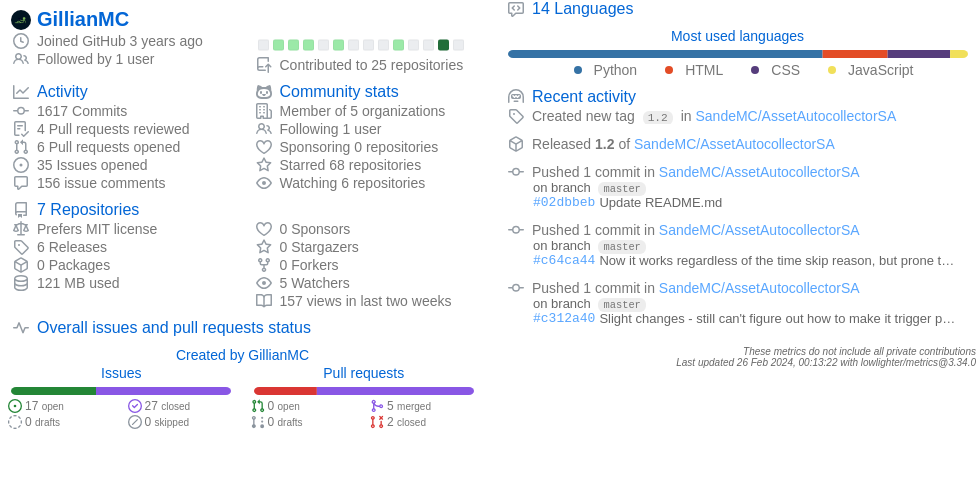 GillianMC
Joined GitHub 3 years ago
Followed by 1 user
Contributed to 25 repositories
Activity
1617 Commits
4 Pull requests reviewed
6 Pull requests opened
35 Issues opened
156 issue comments
Community stats
Member of 5 organizations
Following 1 user
Sponsoring 0 repositories
Starred 68 repositories
Watching 6 repositories
7 Repositories
Prefers MIT license
6 Releases
0 Packages
121 MB used
0 Sponsors
0 Stargazers
0 Forkers
5 Watchers
157 views in last two weeks
Overall issues and pull requests status
Created by GillianMC
Issues
17 open
27 closed
0 drafts
0 skipped
Pull requests
0 open
5 merged
0 drafts
2 closed
14 Languages
Most used languages
Python HTML CSS JavaScript
Recent activity
Created new tag 1.2 in SandeMC/AssetAutocollectorSA
Released 1.2 of SandeMC/AssetAutocollectorSA
Pushed 1 commit in SandeMC/AssetAutocollectorSA
on branch master
#02dbbeb Update README.md
Pushed 1 commit in SandeMC/AssetAutocollectorSA
on branch master
#c64ca44 Now it works regardless of the time skip reason, but prone t…
Pushed 1 commit in SandeMC/AssetAutocollectorSA
on branch master
#c312a40 Slight changes - still can't figure out how to make it trigger p…
These metrics do not include all private contributions
Last updated 26 Feb 2024, 00:13:22 with lowlighter/metrics@3.34.0